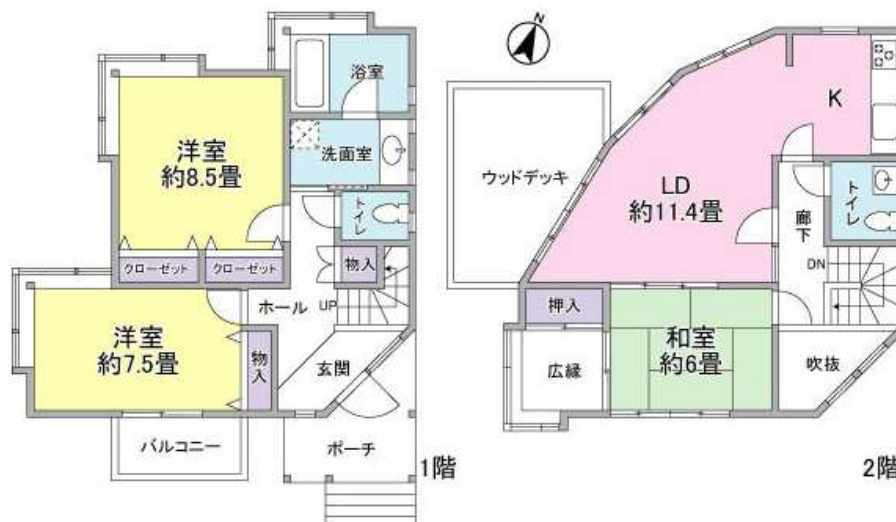 N
浴室
洋室
約8.5畳
洗面室
トイレ
クローゼット
クローゼット
物入
ホール
UP
洋室
約7.5畳
物入
玄関
バルコニー
ポーチ
1階
K
ウッドデッキ
LD
約11.4畳
トイレ
廊下
DN
押入
和室
約6畳
広縁
吹抜
2階